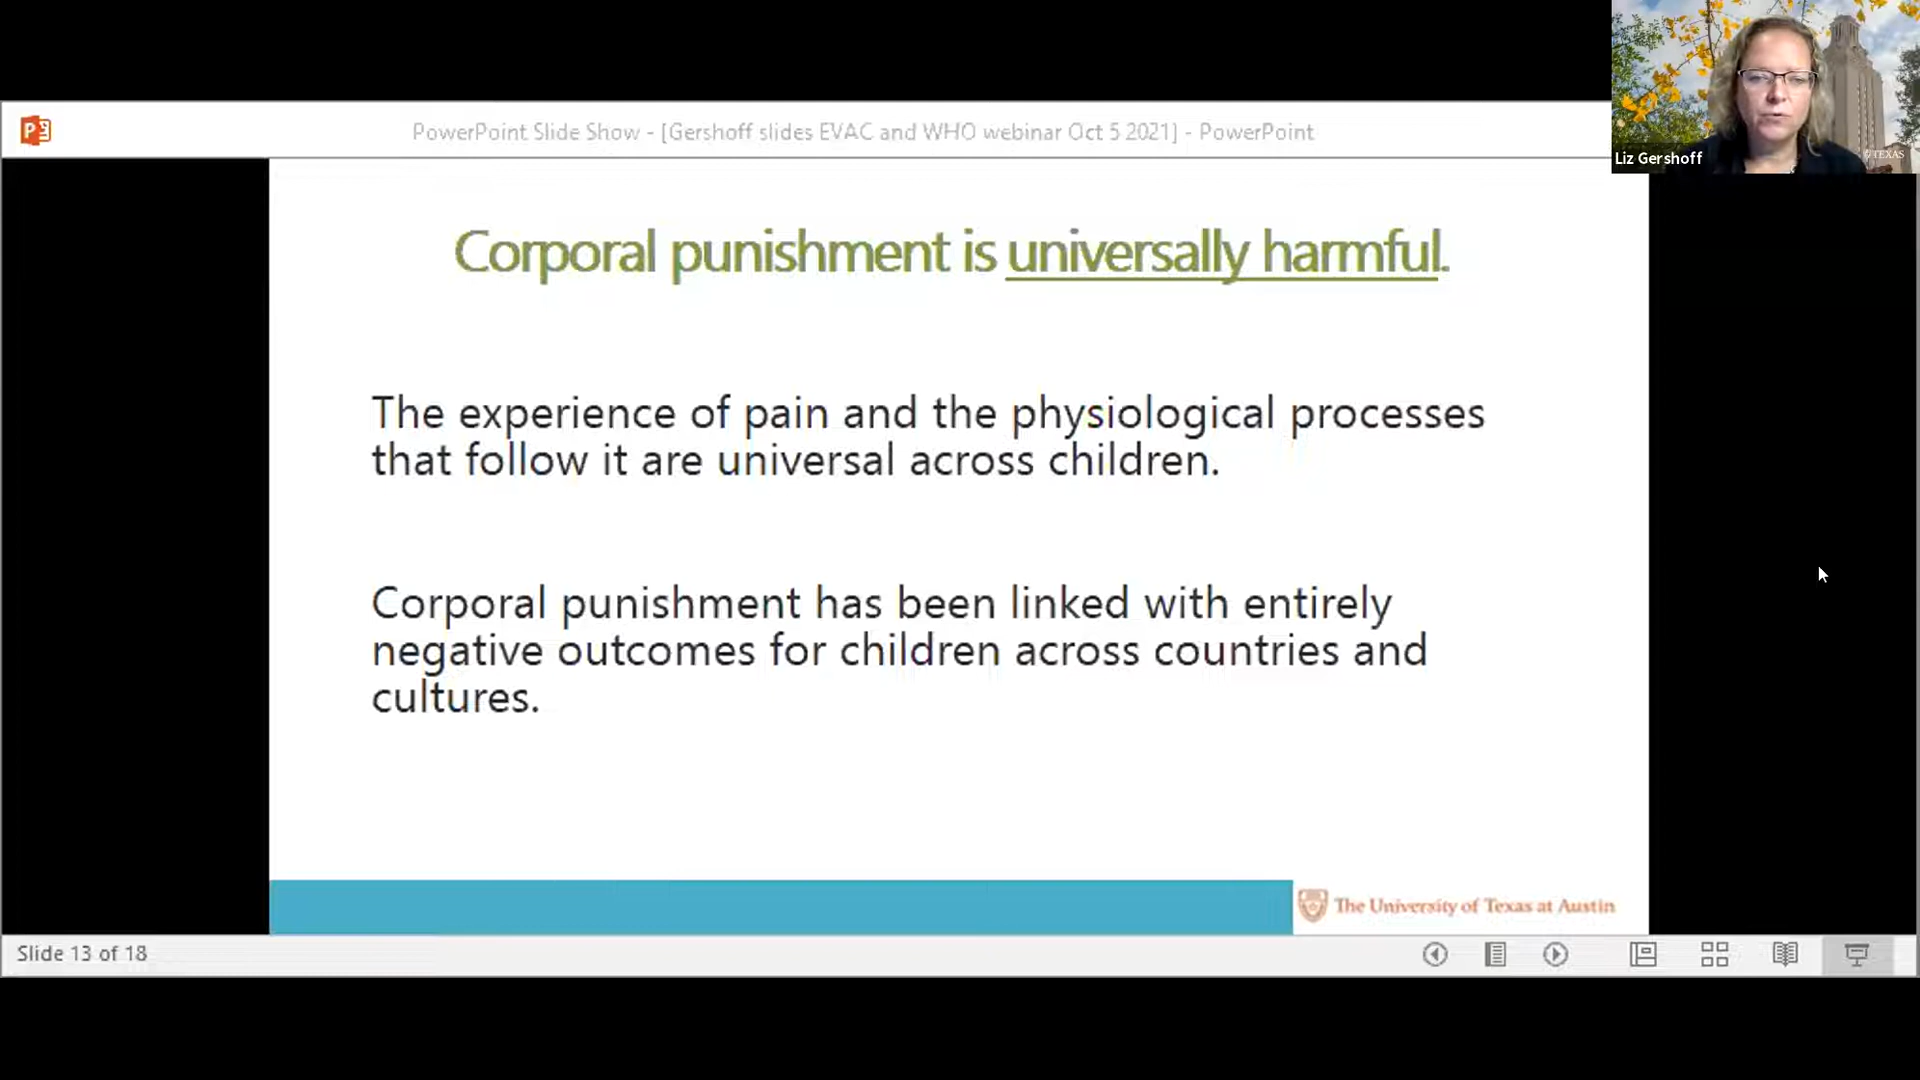 PowerPoint Slide Show - [Gershoff slides EVAC and WHO webinar Oct 5 2021] - PowerPoint
Liz Gershoff
TEXAS
Corporal punishment is universally harmful.
The experience of pain and the physiological processes
that follow it are universal across children.
Corporal punishment has been linked with entirely
negative outcomes for children across countries and
cultures.
The University of Texas at Austin
Slide 13 of 18